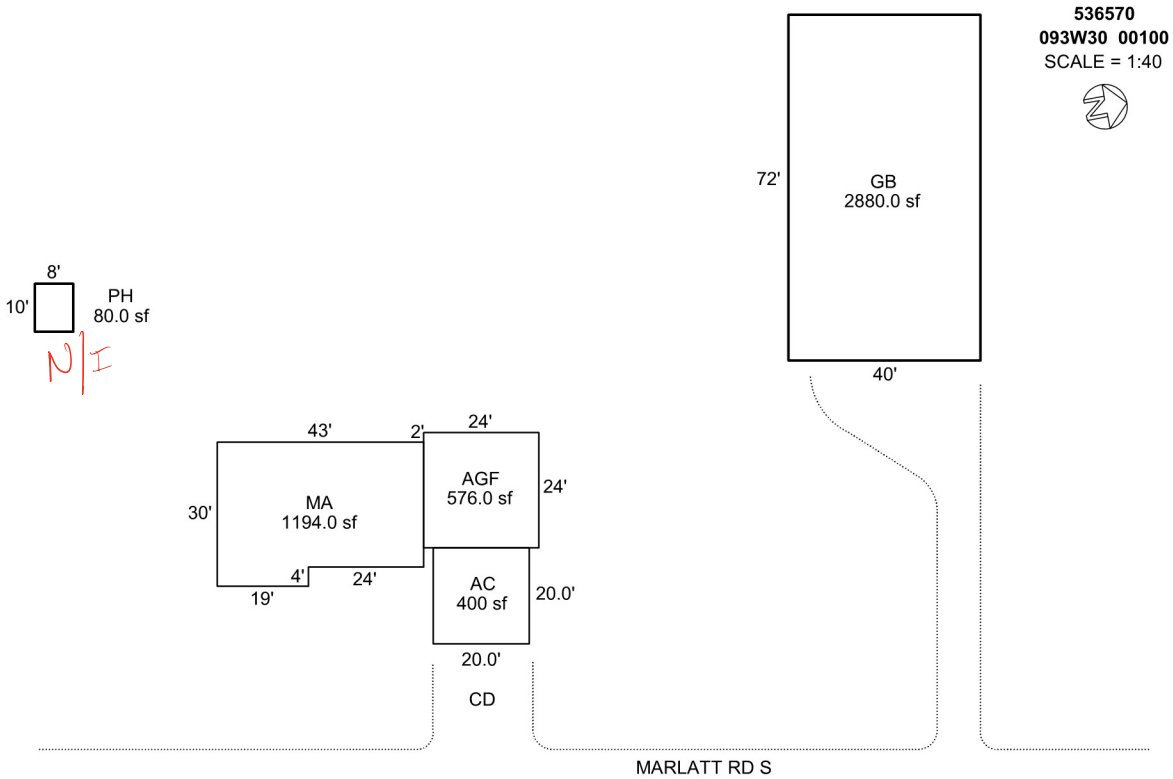 536570
093W30 00100
SCALE = 1:40
N
72'
GB
2880.0 sf
40'
8'
10'
PH
80.0 sf
N/I
43'
2'
24'
30'
MA
1194.0 sf
AGF
576.0 sf
24'
4'
24'
19'
AC
400 sf
20.0'
20.0'
CD
MARLATT RD S